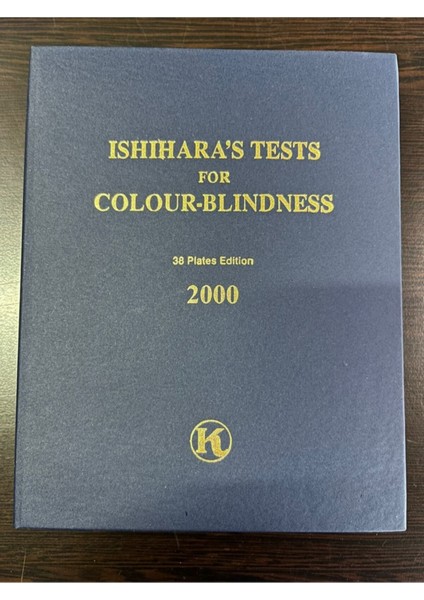 ISHIHARA'S TESTS
FOR
COLOUR-BLINDNESS
38 Plates Edition
2000
K